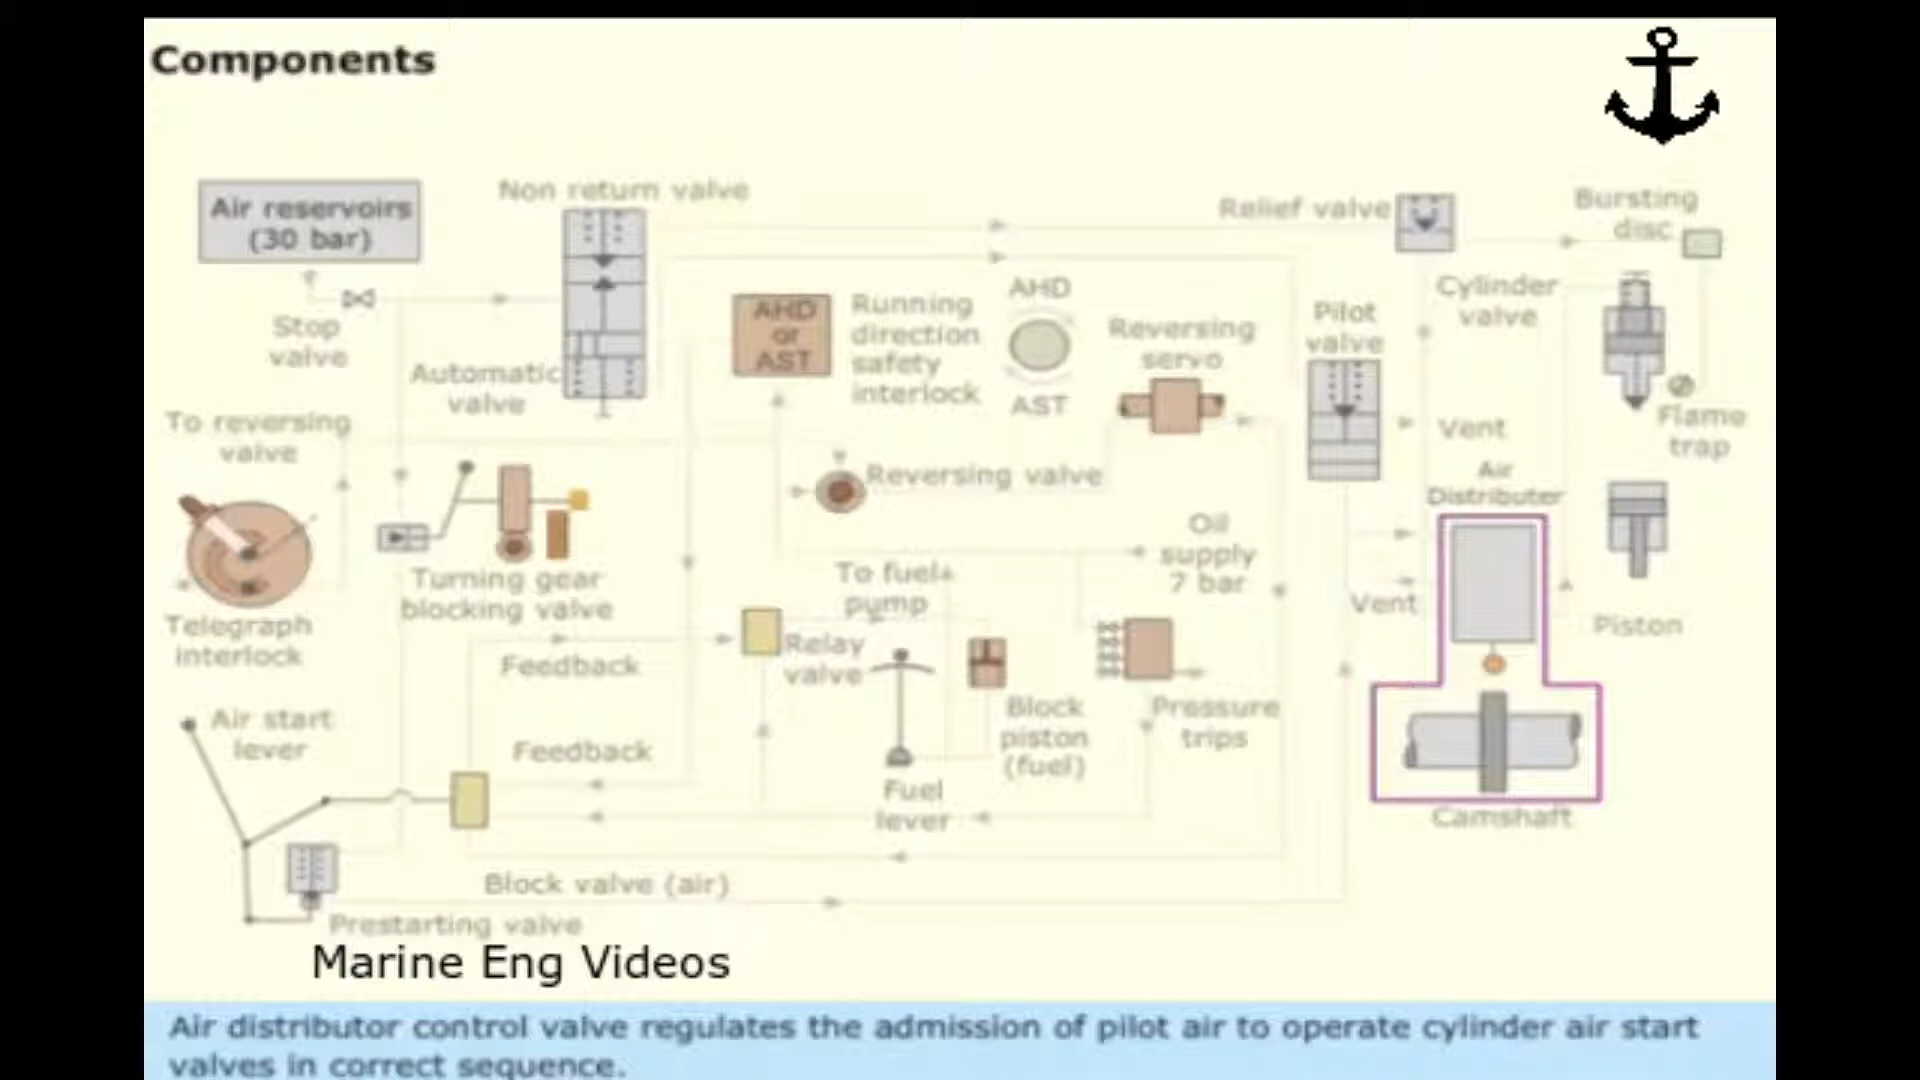 Components
Air reservoirs
(30 bar)
Non return valve
Relief valve
Bursting
disc
Stop
valve
Automatic
valve
AHD
or
AST
Running
direction
safety
interlock
AHD
AST
Reversing
servo
Pilot
valve
Cylinder
valve
Flame
trap
To reversing
valve
Vent
Reversing valve
Air
Distributer
Turning gear
blocking valve
Oil
supply
7 bar
To fuel
pump
Vent
Piston
Telegraph
interlock
Feedback
Relay
valve
Block
piston
(fuel)
Pressure
trips
Air start
lever
Feedback
Fuel
lever
Camshaft
Block valve (air)
Prestarting valve
Marine Eng Videos
Air distributor control valve regulates the admission of pilot air to operate cylinder air start
valves in correct sequence.